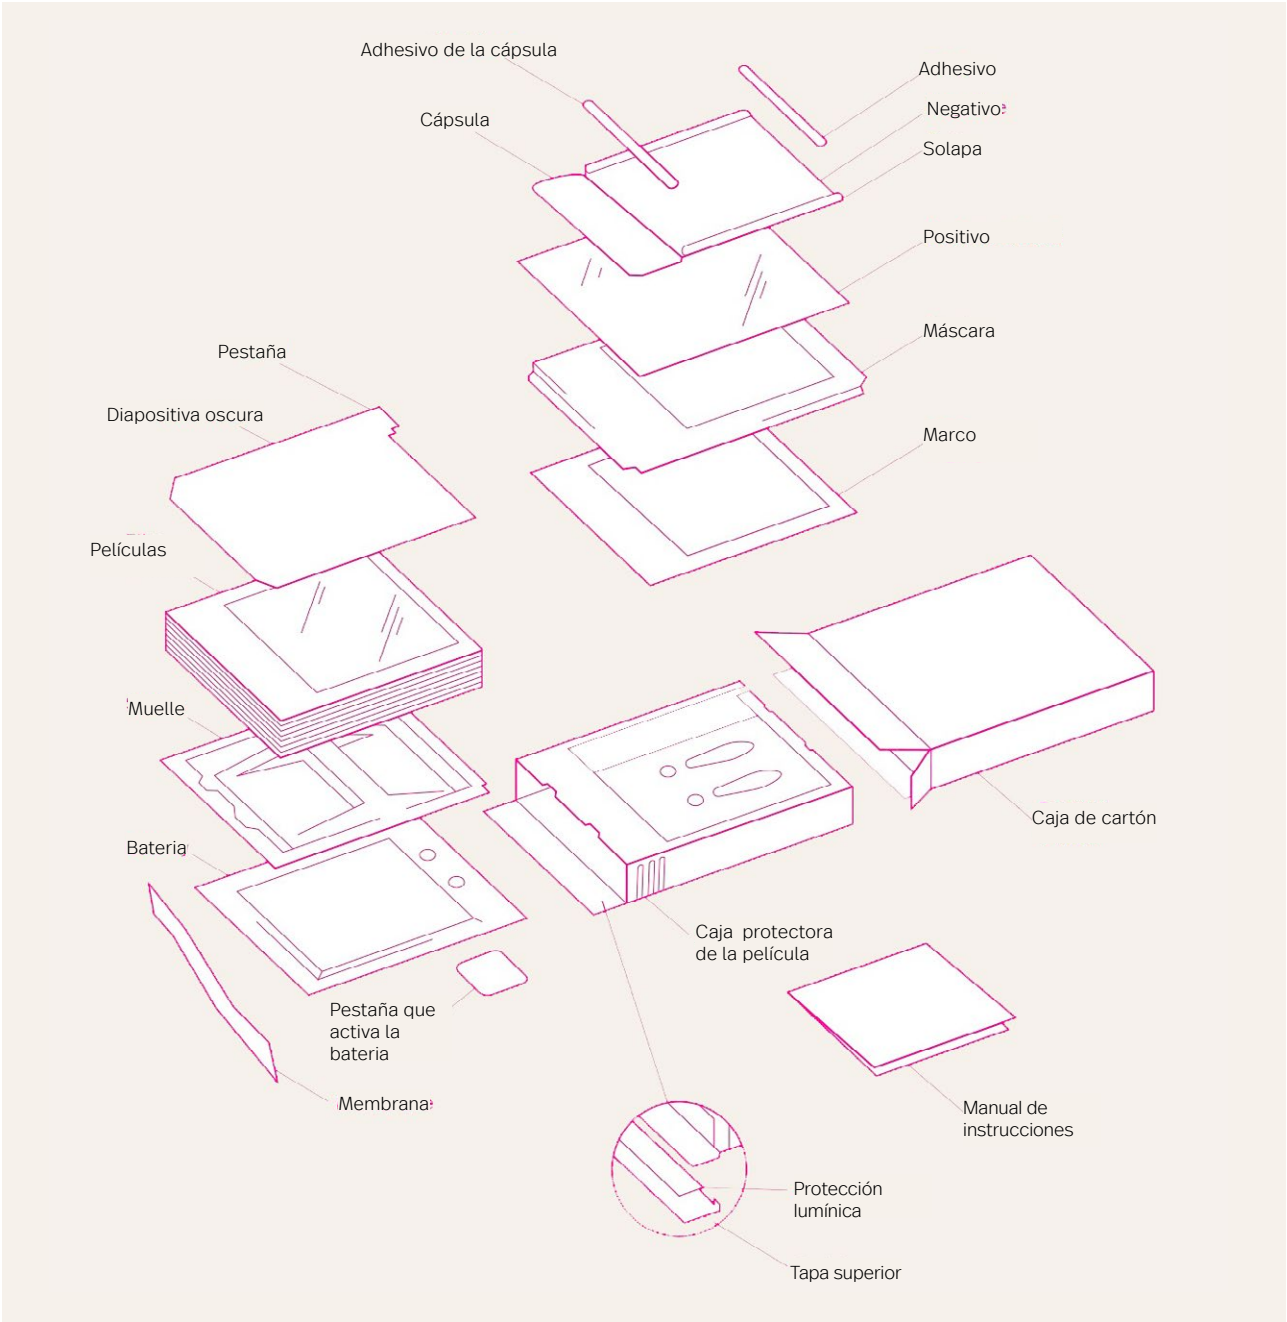 Adhesivo de la cápsula
Adhesivo
Negativo
Cápsula
Solapa
Positivo
Máscara
Pestaña
Diapositiva oscura
Marco
Películas
Muelle
Caja de cartón
Bateria
Caja protectora
de la película
Pestaña que
activa la
bateria
Membrana
Manual de
instrucciones
Protección
lumínica
Tapa superior